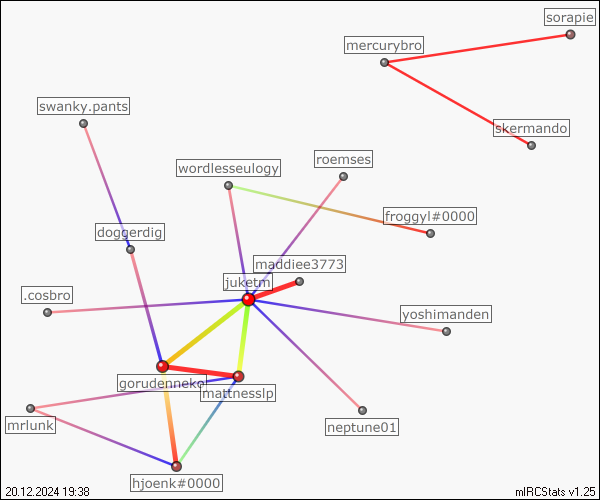 sorapie
mercurybro
swanky.pants
skermando
roemses
wordlesseulogy
froggyl#0000
doggerdig
maddiee3773
juketm
.cosbro
yoshimanden
gorudenneko
mattnesslp
mrlunk
neptune01
hjoenk#0000
20.12.2024 19:38
mIRCStats v1.25